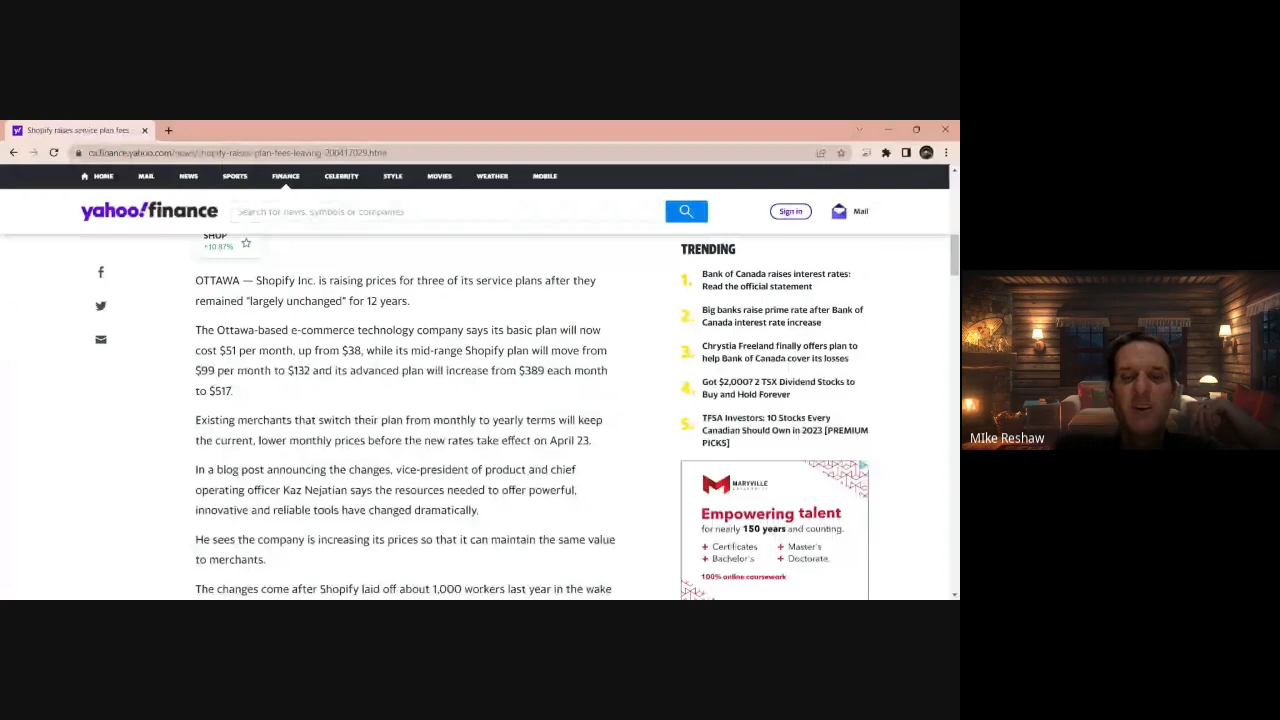 Shopify raises service plan fees
ca.finance.yahoo.com/news/shopify-raises-plan-fees-leaving-200417029.html
HOME MAIL NEWS SPORTS FINANCE CELEBRITY STYLE MOVIES WEATHER MOBILE
yahoo!finance
Search for news, symbols or companies
Sign in
Mail
SHOP
+10.87%
OTTAWA — Shopify Inc. is raising prices for three of its service plans after they
remained "largely unchanged" for 12 years.
The Ottawa-based e-commerce technology company says its basic plan will now
cost $51 per month, up from $38, while its mid-range Shopify plan will move from
$99 per month to $132 and its advanced plan will increase from $389 each month
to $517.
Existing merchants that switch their plan from monthly to yearly terms will keep
the current, lower monthly prices before the new rates take effect on April 23.
In a blog post announcing the changes, vice-president of product and chief
operating officer Kaz Nejatian says the resources needed to offer powerful,
innovative and reliable tools have changed dramatically.
He sees the company is increasing its prices so that it can maintain the same value
to merchants.
The changes come after Shopify laid off about 1,000 workers last year in the wake
TRENDING
1. Bank of Canada raises interest rates:
Read the official statement
2. Big banks raise prime rate after Bank of
Canada interest rate increase
3. Chrystia Freeland finally offers plan to
help Bank of Canada cover its losses
4. Got $2,000? 2 TSX Dividend Stocks to
Buy and Hold Forever
5. TFSA Investors: 10 Stocks Every
Canadian Should Own in 2023 [PREMIUM
PICKS]
MARYVILLE
UNIVERSITY
Empowering talent
for nearly 150 years and counting.
+ Certificates + Master's
+ Bachelor's + Doctorate
100% online coursework
MIke Reshaw